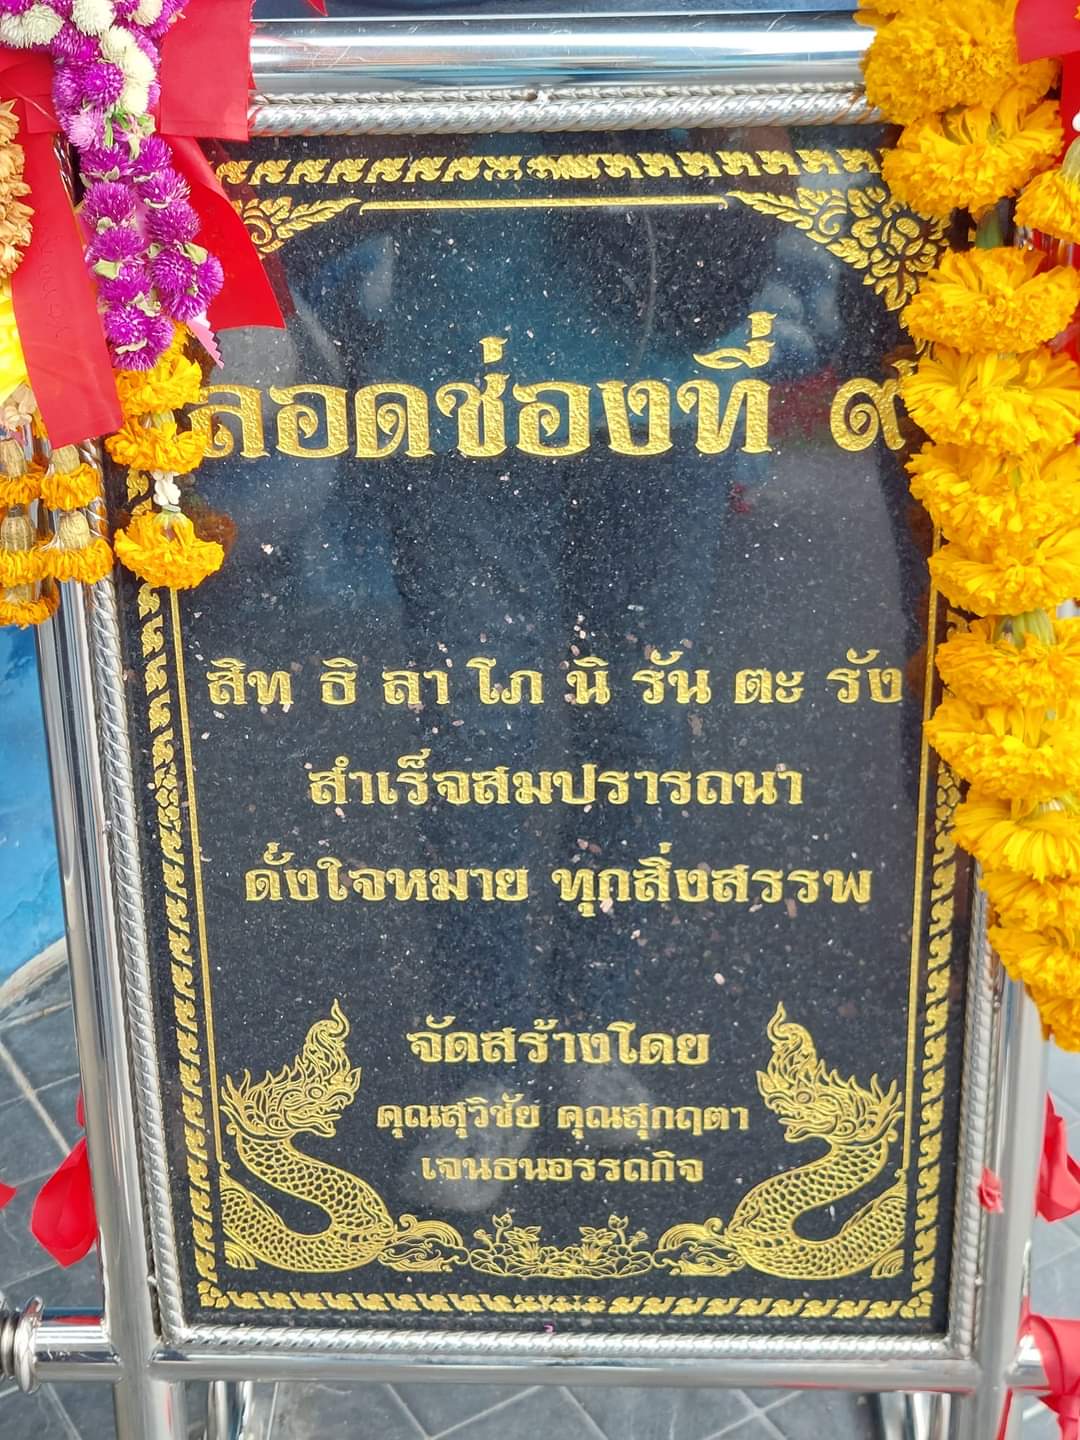 ลอดช่องที่ ๙
สิท ธิ ลา โภ นิ รัน ตะ รัง
สำเร็จสมปรารถนา
ดั่งใจหมาย ทุกสิ่งสรรพ
จัดสร้างโดย
คุณสุวิชัย คุณสุกฤตา
เจนธนอรรถกิจ